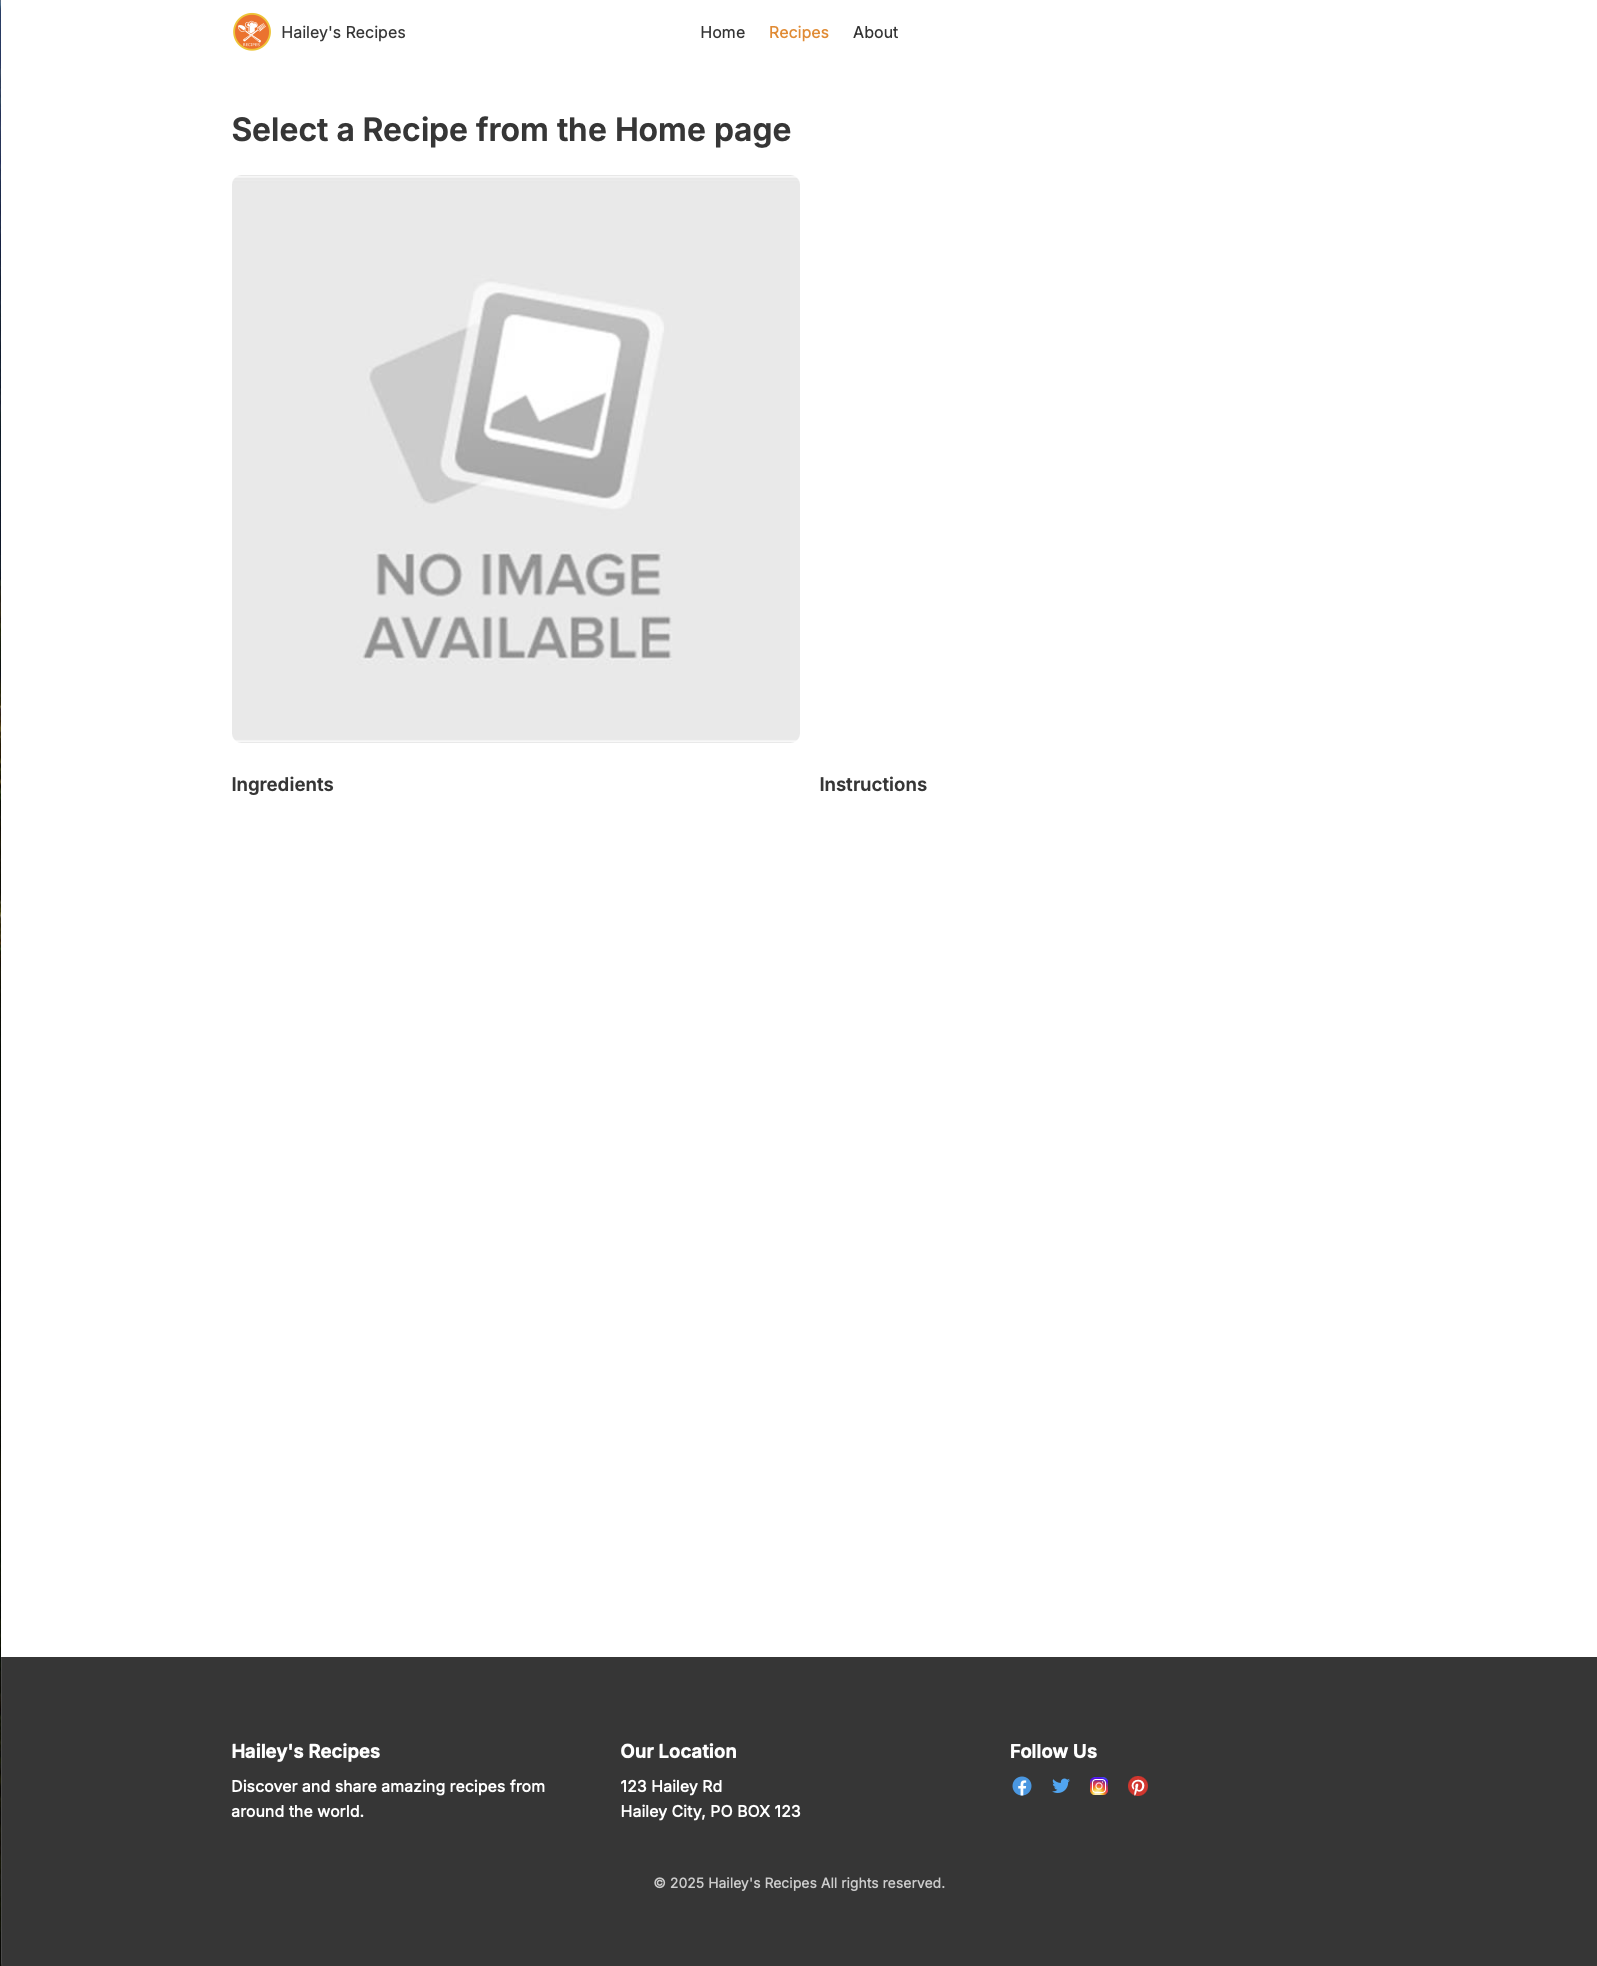 Hailey's Recipes
Home Recipes About
Select a Recipe from the Home page
NO IMAGE
AVAILABLE
Ingredients
Instructions
Hailey's Recipes
Discover and share amazing recipes from
around the world.
Our Location
123 Hailey Rd
Hailey City, PO BOX 123
Follow Us
© 2025 Hailey's Recipes All rights reserved.